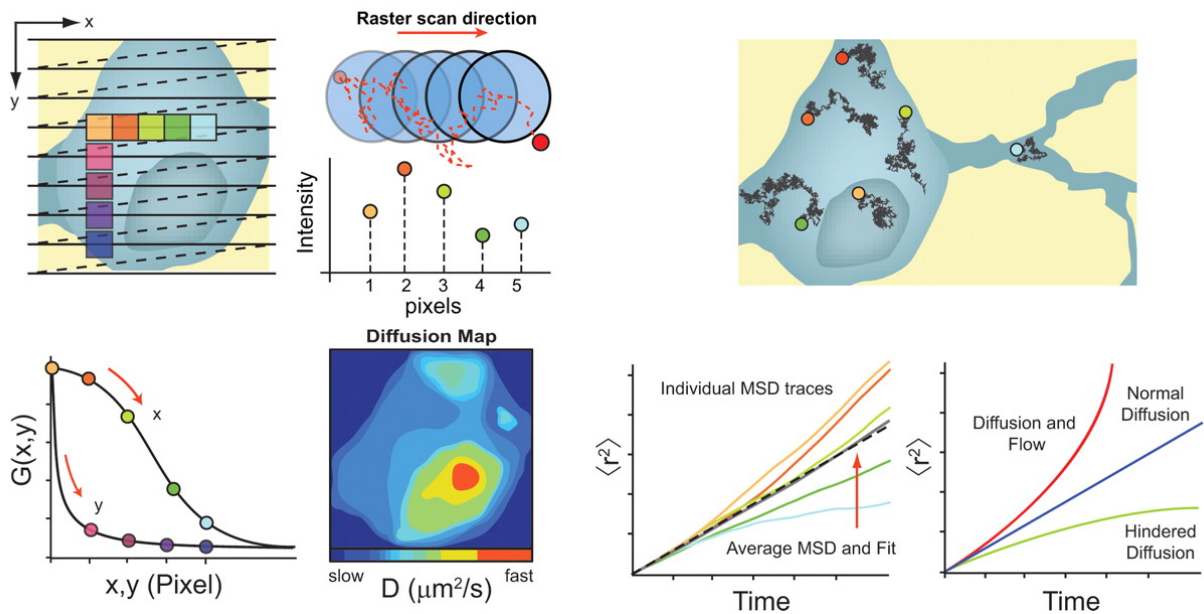 x
y
Raster scan direction
Intensity
1 2 3 4 5
pixels
G(x,y)
x
y
x,y (Pixel)
Diffusion Map
slow
fast
D (μm²/s)
⟨r²⟩
Individual MSD traces
Average MSD and Fit
Time
⟨r²⟩
Diffusion and
Flow
Normal
Diffusion
Hindered
Diffusion
Time